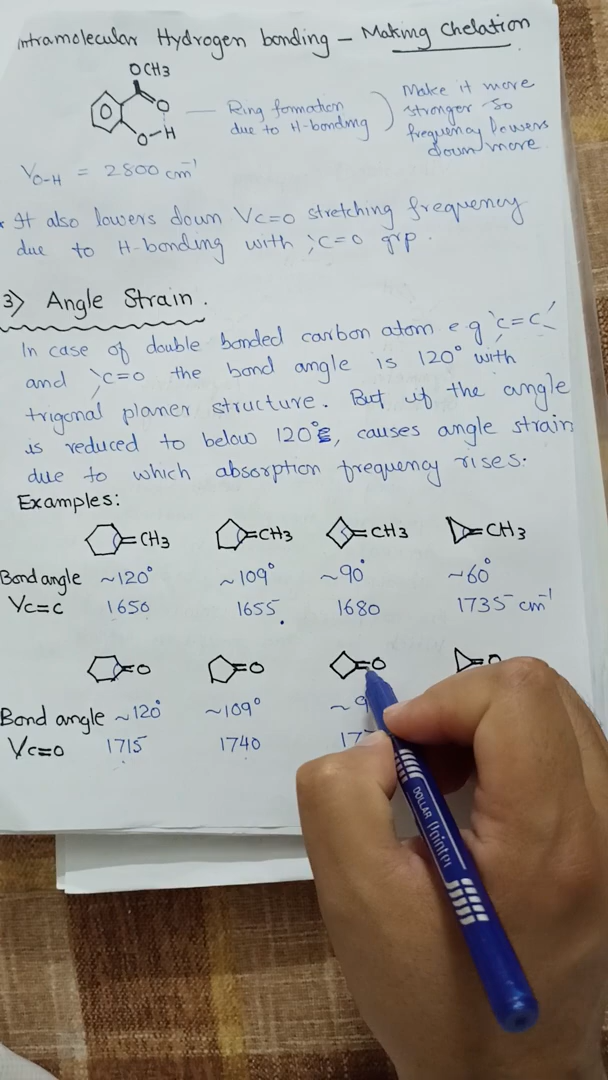 Intramolecular Hydrogen bonding – Making Chelation
OCH3
O
O
O–H
Ring formation
due to H-bonding
Make it more
stronger so
frequency lowers
down more.
VO-H = 2800 cm-1
It also lowers down VC=O stretching frequency
due to H-bonding with C=O grp.
3> Angle Strain.
In case of double bonded carbon atom e.g C=C
and C=O the bond angle is 120° with
trigonal planer structure. But if the angle
is reduced to below 120°, causes angle strain
due to which absorption frequency rises.
Examples:
=CH3 =CH3 =CH3 =CH3
Bond angle ~120° ~109° ~90° ~60°
VC=C 1650 1655 1680 1735 cm-1
=O =O =O =O
Bond angle ~120° ~109° ~9
VC=O 1715 1740 17
DOLLAR Pointer